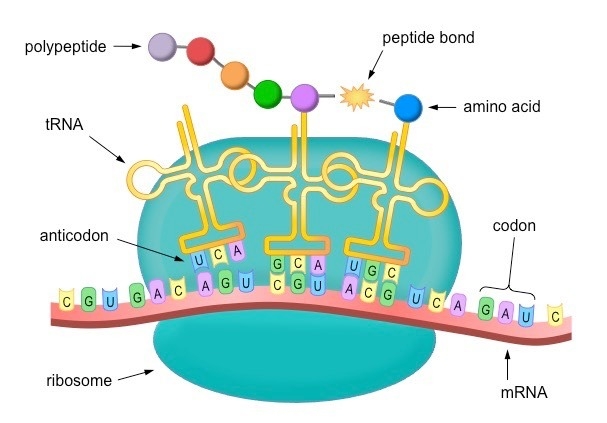 peptide bond
polypeptide
amino acid
tRNA
anticodon
codon
U C A
G C A
U G C
C G U G A C A G U C G U A C G U C A G A U C
ribosome
mRNA